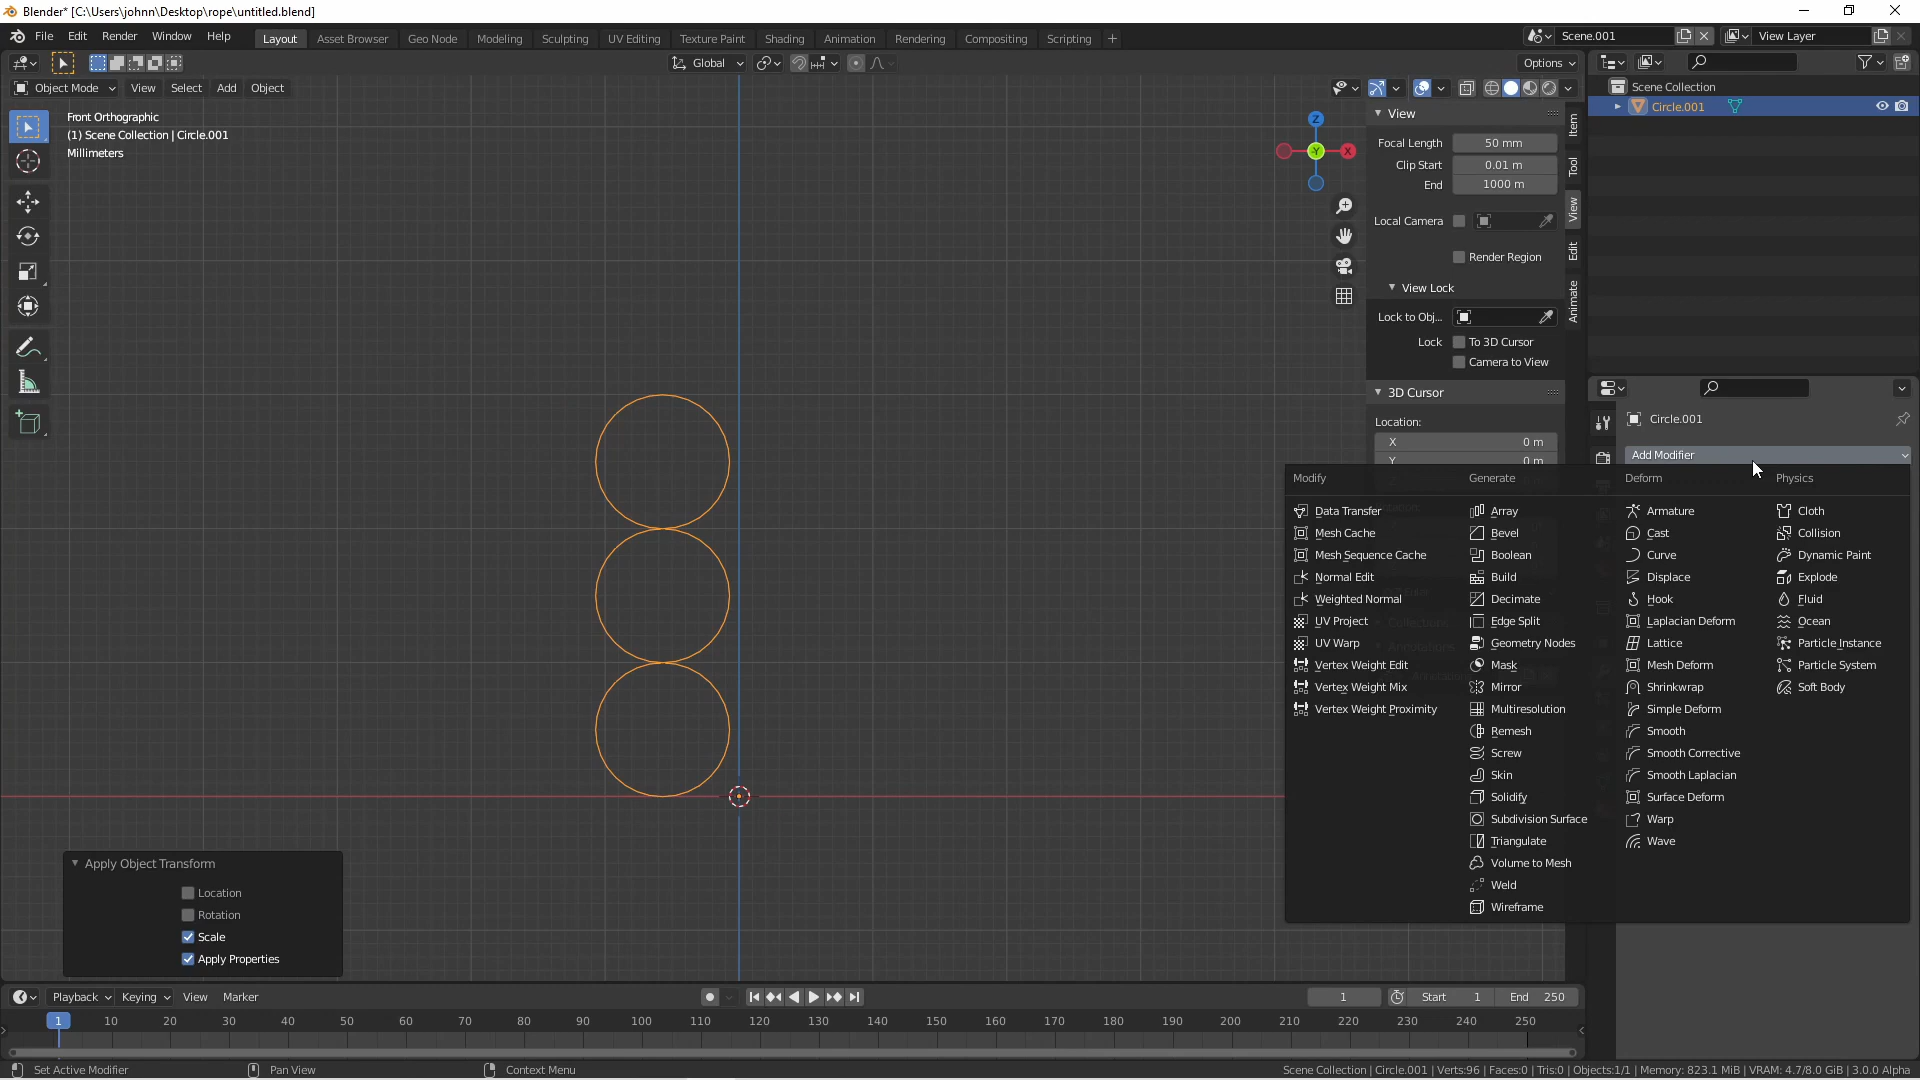 Blender* [C:\Users\johnn\Desktop\rope\untitled.blend]
File Edit Render Window Help
Layout Asset Browser Geo Node Modeling Sculpting UV Editing Texture Paint Shading Animation Rendering Compositing Scripting +
Scene.001
View Layer
Global
Options
Object Mode View Select Add Object
Front Orthographic
(1) Scene Collection | Circle.001
Millimeters
Z
Y
X
View
Focal Length 50 mm
Clip Start 0.01 m
End 1000 m
Local Camera
Render Region
View Lock
Lock to Obj...
Lock To 3D Cursor
Camera to View
3D Cursor
Location:
X 0 m
Y 0 m
Item
Tool
View
Edit
Animate
Scene Collection
Circle.001
Circle.001
Add Modifier
Modify
Data Transfer
Mesh Cache
Mesh Sequence Cache
Normal Edit
Weighted Normal
UV Project
UV Warp
Vertex Weight Edit
Vertex Weight Mix
Vertex Weight Proximity
Generate
Array
Bevel
Boolean
Build
Decimate
Edge Split
Geometry Nodes
Mask
Mirror
Multiresolution
Remesh
Screw
Skin
Solidify
Subdivision Surface
Triangulate
Volume to Mesh
Weld
Wireframe
Deform
Armature
Cast
Curve
Displace
Hook
Laplacian Deform
Lattice
Mesh Deform
Shrinkwrap
Simple Deform
Smooth
Smooth Corrective
Smooth Laplacian
Surface Deform
Warp
Wave
Physics
Cloth
Collision
Dynamic Paint
Explode
Fluid
Ocean
Particle Instance
Particle System
Soft Body
Apply Object Transform
Location
Rotation
Scale
Apply Properties
Playback Keying View Marker
1
Start 1
End 250
1 10 20 30 40 50 60 70 80 90 100 110 120 130 140 150 160 170 180 190 200 210 220 230 240 250
Set Active Modifier
Pan View
Context Menu
Scene Collection | Circle.001 | Verts:96 | Faces:0 | Tris:0 | Objects:1/1 | Memory: 823.1 MiB | VRAM: 4.7/8.0 GiB | 3.0.0 Alpha